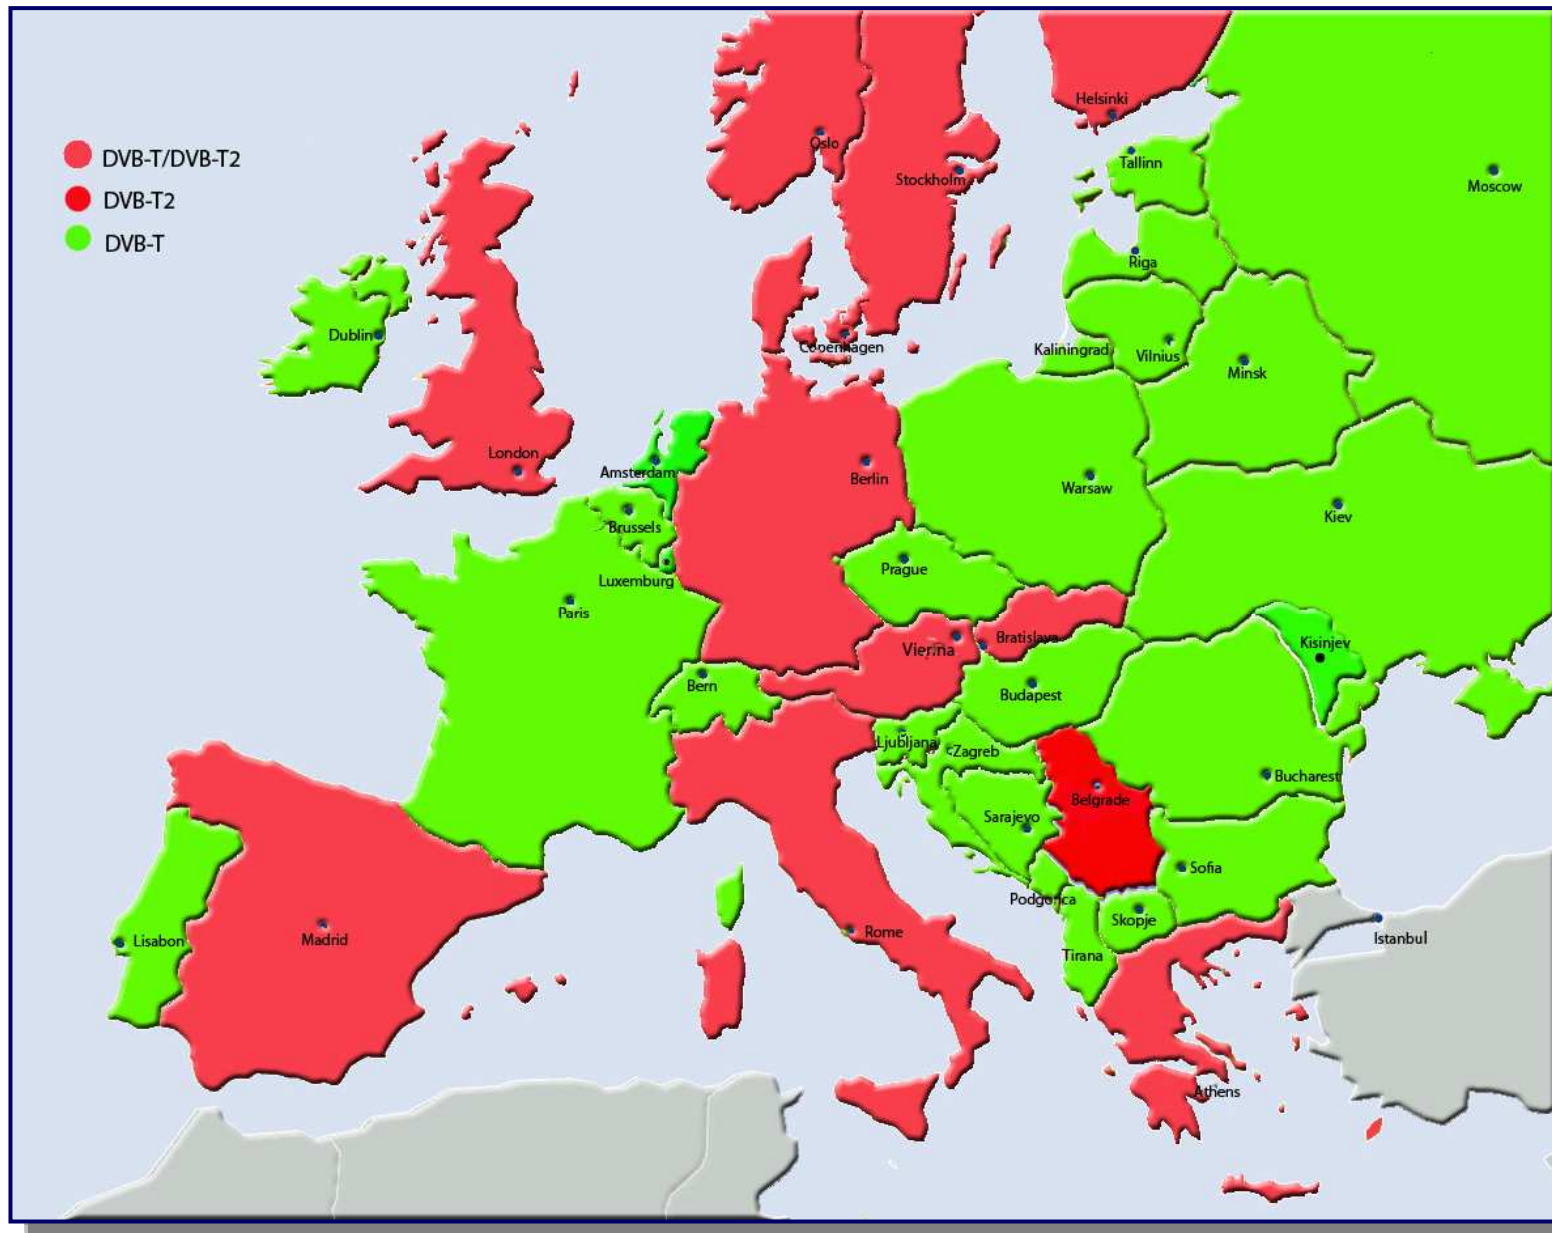 Helsinki
DVB-T/DVB-T2
Oslo
Tallinn
Stockholm
Moscow
DVB-T2
DVB-T
Riga
Dublin
Copenhagen
Kaliningrad
Vilnius
Minsk
London
Amsterdam
Berlin
Warsaw
Kiev
Brussels
Prague
Luxemburg
Paris
Bratislava
Vienna
Kisinjev
Bern
Budapest
Ljubljana
Zagreb
Bucharest
Belgrade
Sarajevo
Sofia
Podgorica
Skopje
Lisabon
Madrid
Rome
Istanbul
Tirana
Athens